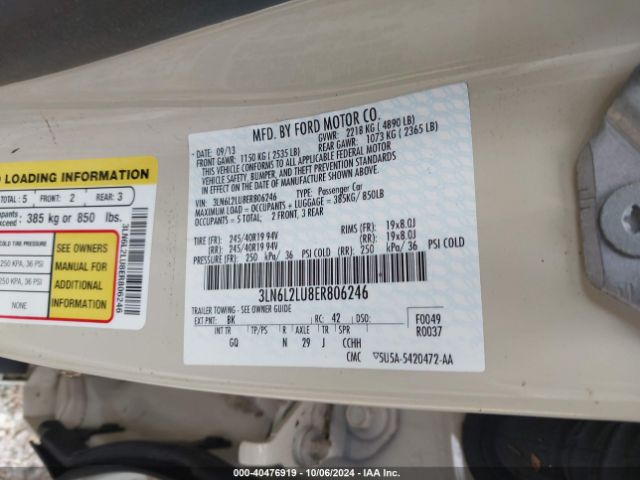 MFD. BY FORD MOTOR CO.
DATE: 09/13 GVWR: 2218 KG ( 4890 LB)
FRONT GAWR: 1150 KG ( 2535 LB) REAR GAWR: 1073 KG ( 2365 LB)
THIS VEHICLE CONFORMS TO ALL APPLICABLE FEDERAL MOTOR
VEHICLE SAFETY, BUMPER, AND THEFT PREVENTION STANDARDS
IN EFFECT ON THE DATE OF MANUFACTURE SHOWN ABOVE.
VIN: 3LN6L2LU8ER806246 TYPE: Passenger Car
MAXIMUM LOAD = OCCUPANTS + LUGGAGE = 385KG/ 850LB
OCCUPANTS = 5 TOTAL: 2 FRONT, 3 REAR
TIRE (FR): 245/40R19 94V RIMS (FR): 19x8.0J
(RR): 245/40R19 94V (RR): 19x8.0J
PRESSURE (FR): 250 kPa/ 36 PSI COLD (RR): 250 kPa/ 36 PSI COLD
3LN6L2LU8ER806246
TRAILER TOWING - SEE OWNER GUIDE
EXT PNT: BK RC: 42 DSO: F0049
INT TR TP/PS R AXLE TR SPR R0037
GQ N 29 J CCHH
CMC ▽5U5A-5420472-AA
LOADING INFORMATION
TOTAL: 5 FRONT: 2 REAR: 3
385 kg or 850 lbs.
COLD TIRE PRESSURE
250 KPA, 36 PSI
250 KPA, 36 PSI
SEE OWNERS
MANUAL FOR
ADDITIONAL
INFORMATION
3LN6L2LU8ER806246
000-40476919 - 10/06/2024 - IAA Inc.